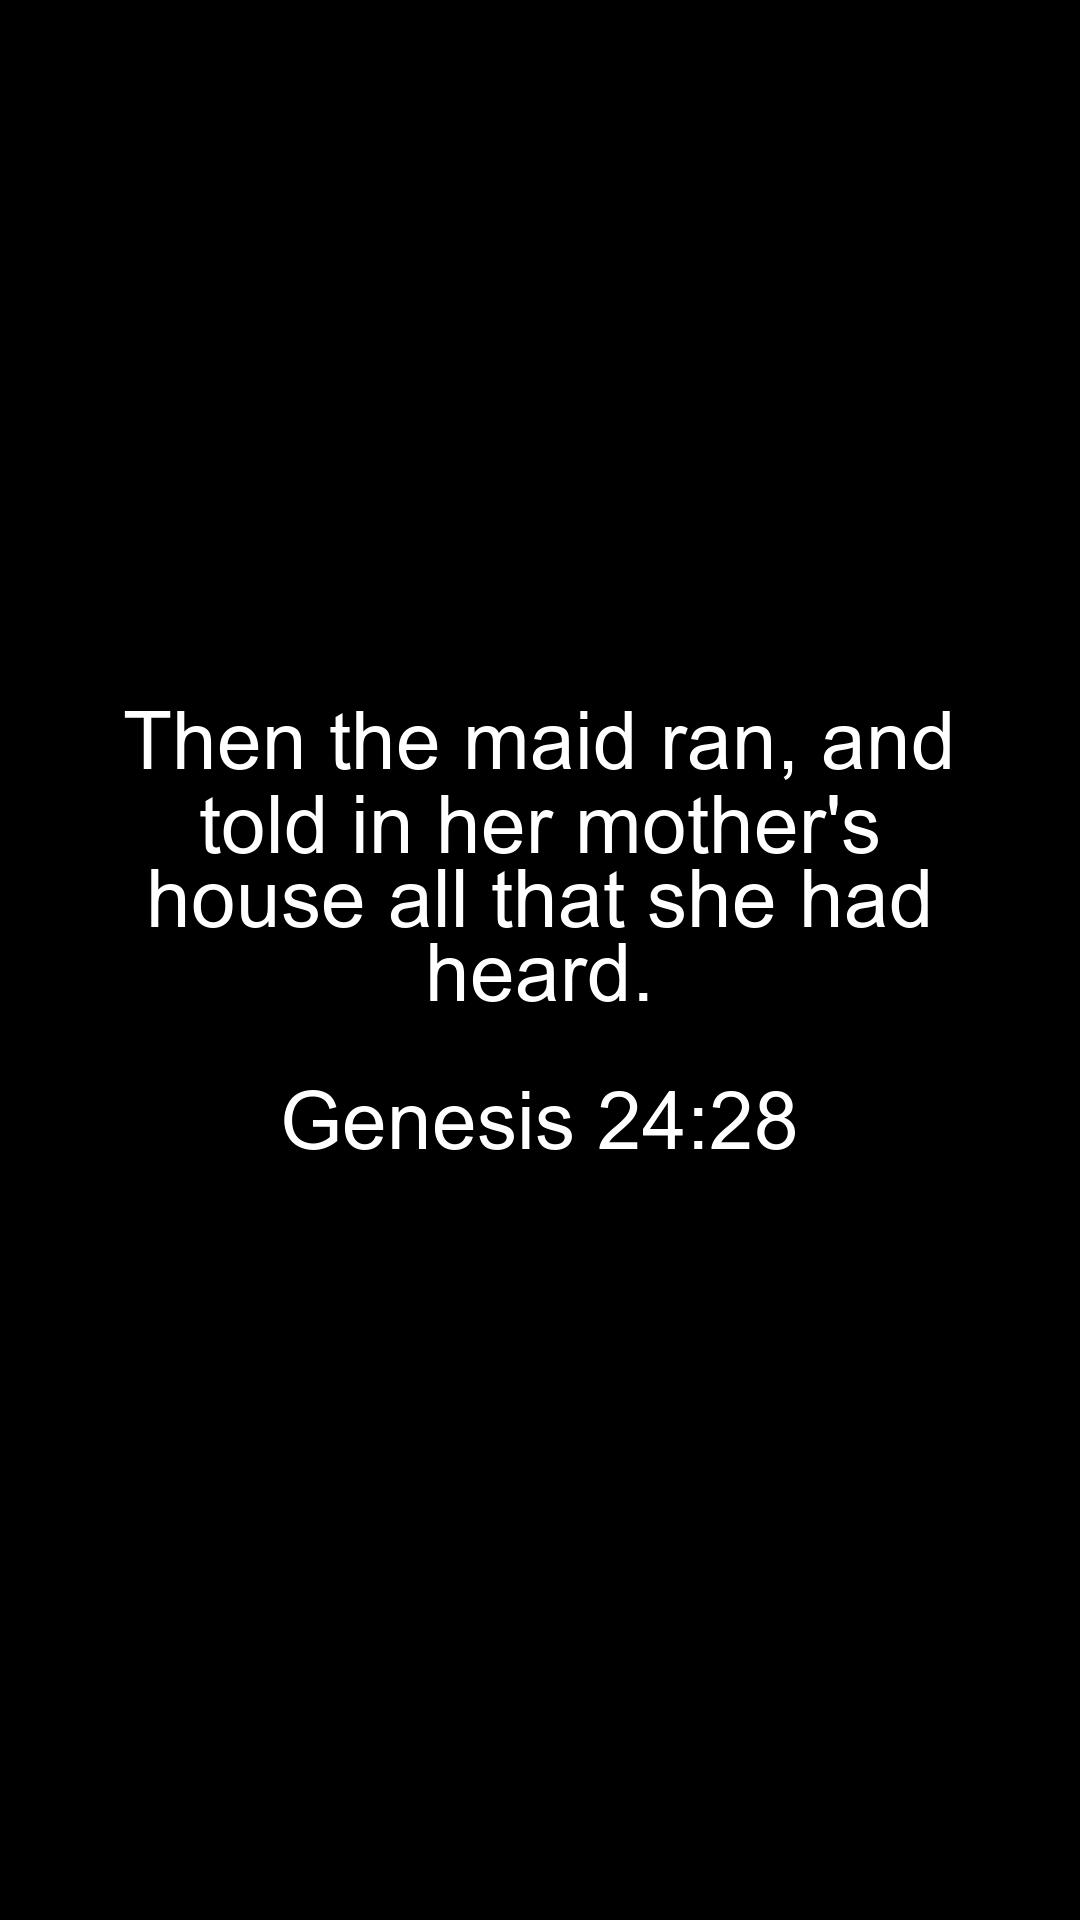 Then the maid ran, and
told in her mother's
house all that she had
heard.
Genesis 24:28